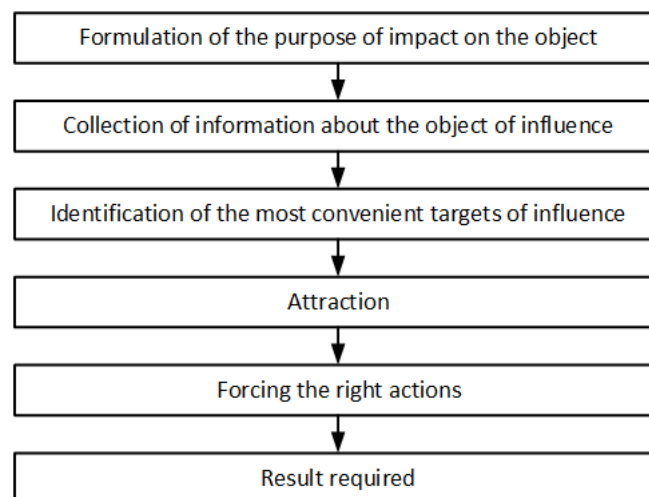 Formulation of the purpose of impact on the object
Collection of information about the object of influence
Identification of the most convenient targets of influence
Attraction
Forcing the right actions
Result required